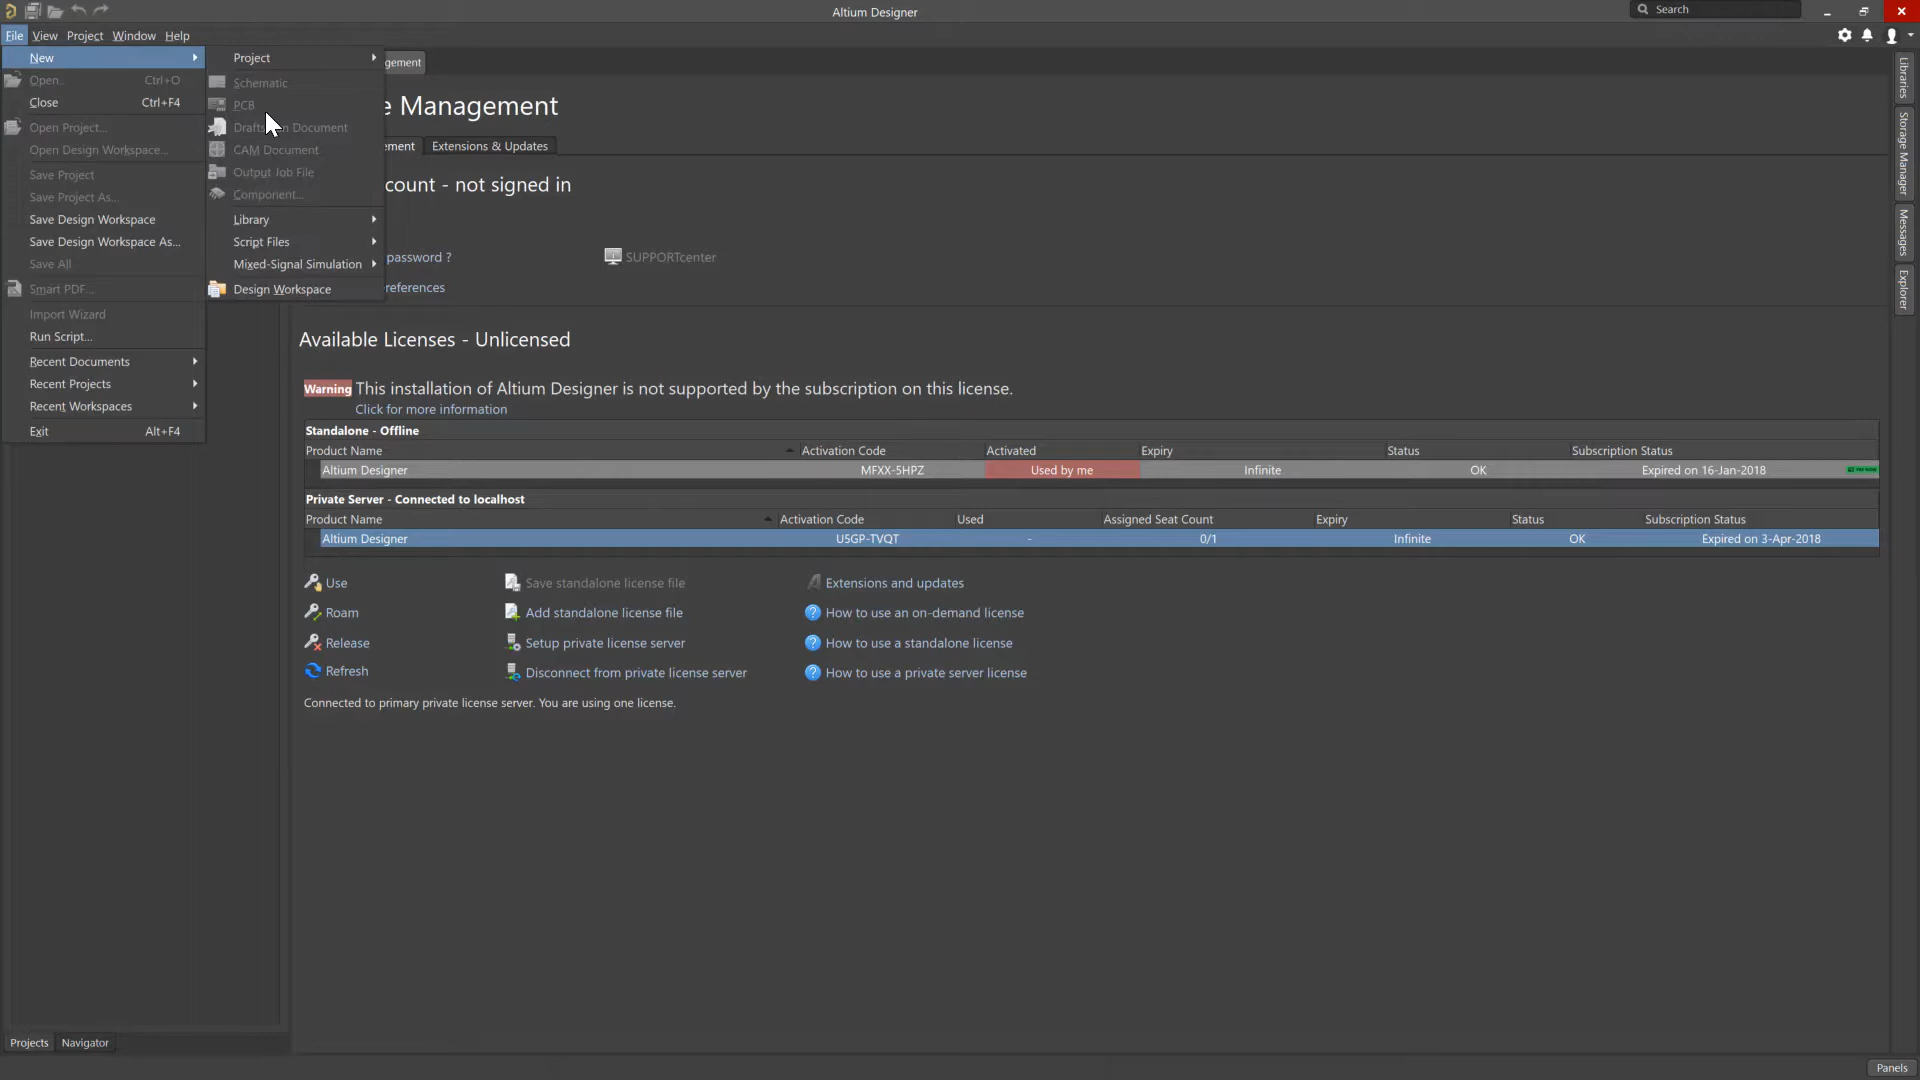 Altium Designer
Search
File View Project Window Help
New
Open... Ctrl+O
Close Ctrl+F4
Open Project...
Open Design Workspace...
Save Project
Save Project As...
Save Design Workspace
Save Design Workspace As...
Save All
Smart PDF...
Import Wizard
Run Script...
Recent Documents
Recent Projects
Recent Workspaces
Exit Alt+F4
Project
Schematic
PCB
Document
CAM Document
Output Job File
Component...
Library
Script Files
Mixed-Signal Simulation
Design Workspace
gement
e Management
ement Extensions & Updates
count - not signed in
password ?
SUPPORTcenter
references
Available Licenses - Unlicensed
Warning This installation of Altium Designer is not supported by the subscription on this license.
Click for more information
Standalone - Offline
Product Name Activation Code Activated Expiry Status Subscription Status
Altium Designer MFXX-5HPZ Used by me Infinite OK Expired on 16-Jan-2018
Private Server - Connected to localhost
Product Name Activation Code Used Assigned Seat Count Expiry Status Subscription Status
Altium Designer U5GP-TVQT - 0/1 Infinite OK Expired on 3-Apr-2018
Use
Roam
Release
Refresh
Save standalone license file
Add standalone license file
Setup private license server
Disconnect from private license server
Extensions and updates
How to use an on-demand license
How to use a standalone license
How to use a private server license
Connected to primary private license server. You are using one license.
Libraries
Storage Manager
Messages
Explorer
Projects Navigator
Panels